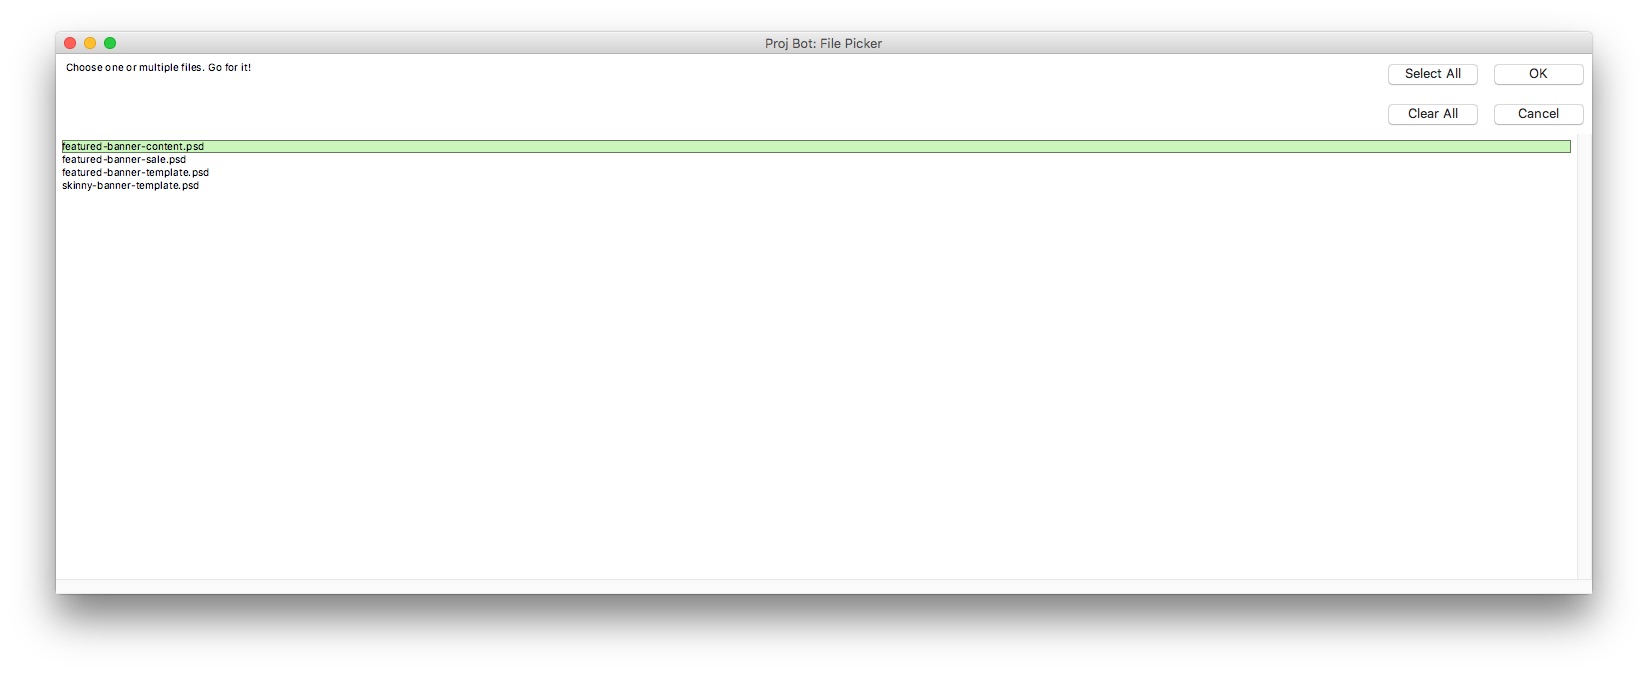 Proj Bot: File Picker
Choose one or multiple files. Go for it!
Select All
OK
Clear All
Cancel
featured-banner-content.psd
featured-banner-sale.psd
featured-banner-template.psd
skinny-banner-template.psd